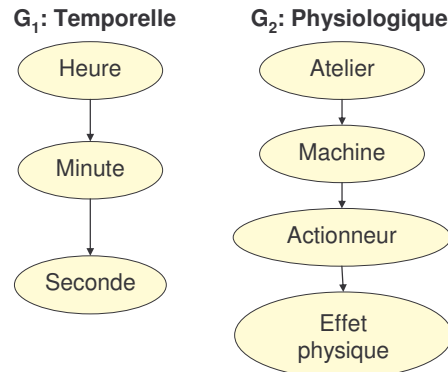 G1: Temporelle
Heure
Minute
Seconde
G2: Physiologique
Atelier
Machine
Actionneur
Effet
physique